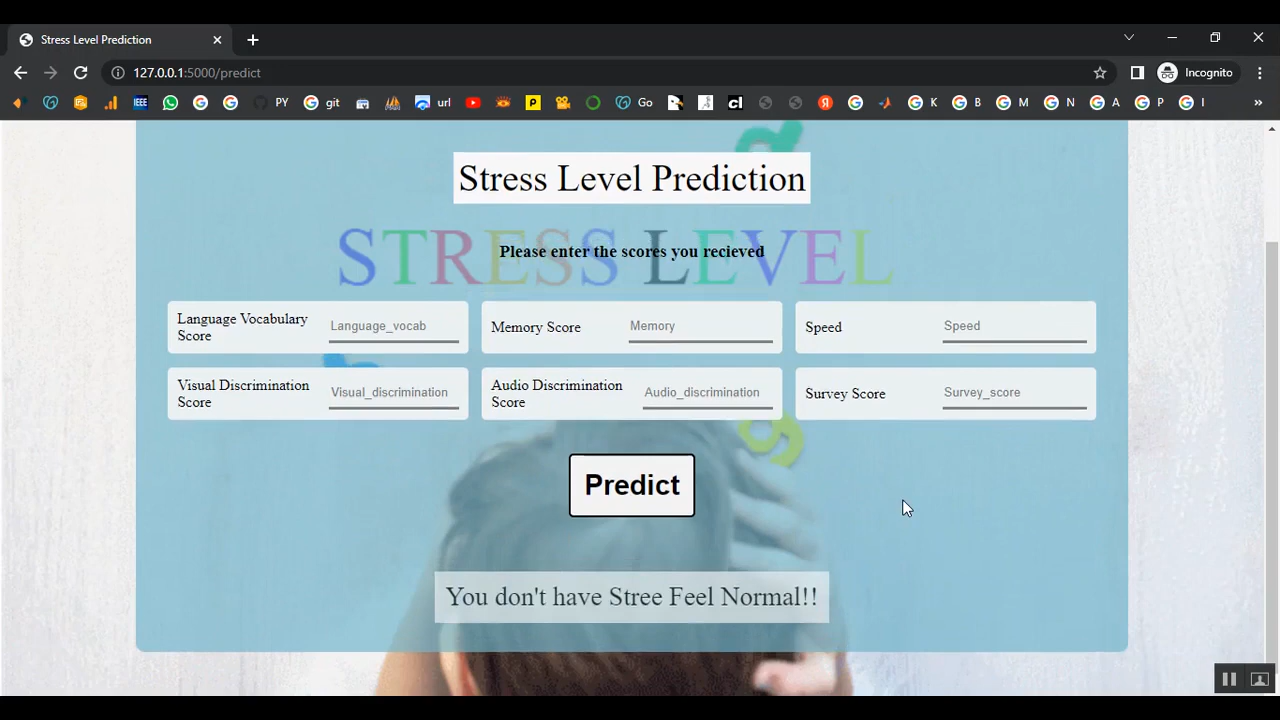 Stress Level Prediction
127.0.0.1:5000/predict
Incognito
IEEE
PY
git
url
Go
K
B
M
N
A
P
I
»
Stress Level Prediction
STRESS LEVEL
Please enter the scores you recieved
Language Vocabulary
Score
Language_vocab
Memory Score
Memory
Speed
Speed
Visual Discrimination
Score
Visual_discrimination
Audio Discrimination
Score
Audio_discrimination
Survey Score
Survey_score
Predict
You don't have Stree Feel Normal!!